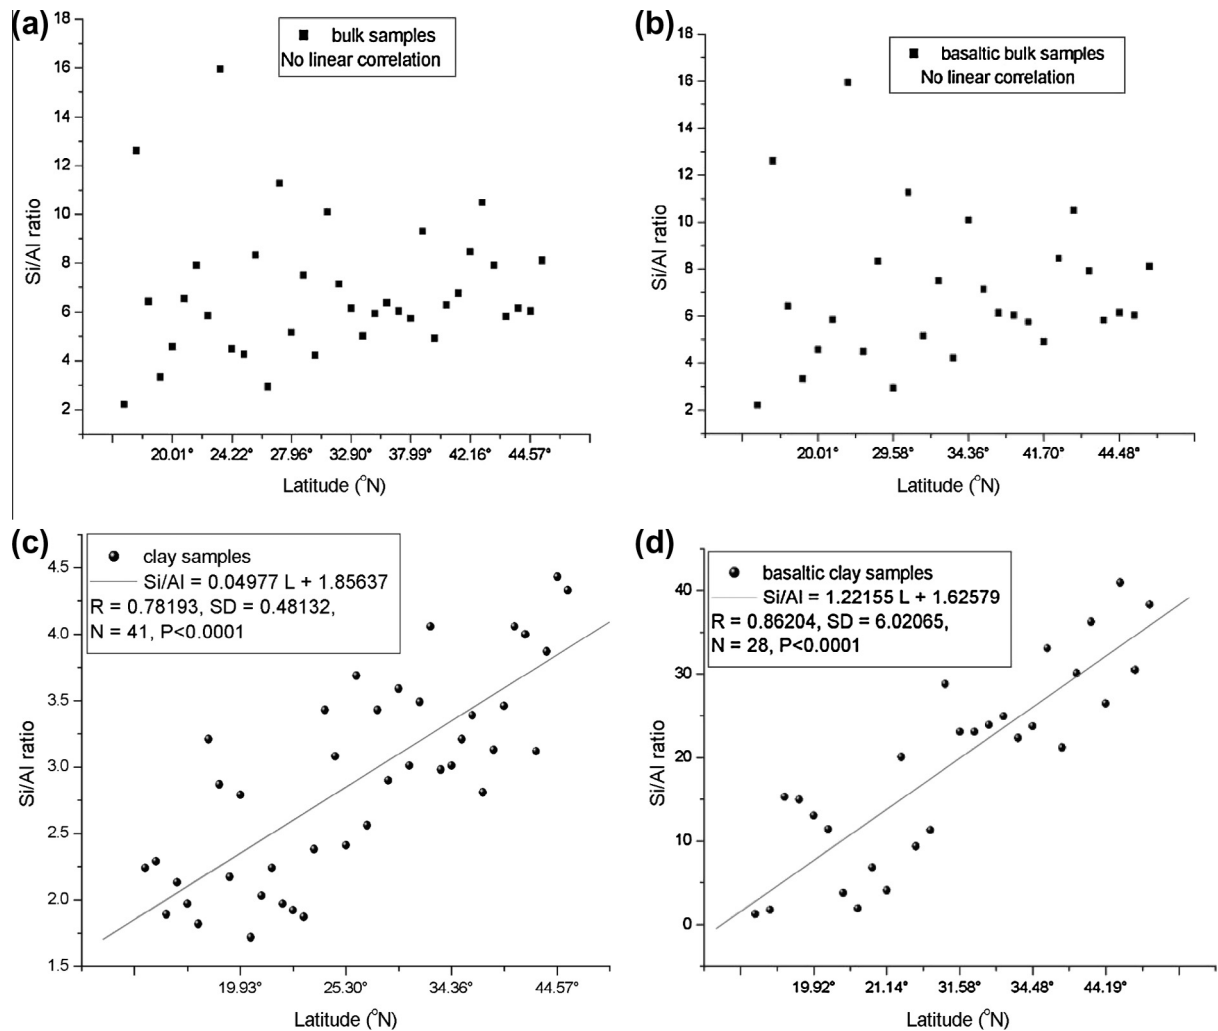 (a)
18
16
14
12
10
8
6
4
2
Si/Al ratio
bulk samples
No linear correlation
20.01° 24.22° 27.96° 32.90° 37.99° 42.16° 44.57°
Latitude (°N)
(b)
18
16
14
12
10
8
6
4
2
Si/Al ratio
basaltic bulk samples
No linear correlation
20.01° 29.58° 34.36° 41.70° 44.48°
Latitude (°N)
(c)
4.5
4.0
3.5
3.0
2.5
2.0
1.5
Si/Al ratio
clay samples
Si/Al = 0.04977 L + 1.85637
R = 0.78193, SD = 0.48132,
N = 41, P<0.0001
19.93° 25.30° 34.36° 44.57°
Latitude (°N)
(d)
40
30
20
10
0
Si/Al ratio
basaltic clay samples
Si/Al = 1.22155 L + 1.62579
R = 0.86204, SD = 6.02065,
N = 28, P<0.0001
19.92° 21.14° 31.58° 34.48° 44.19°
Latitude (°N)